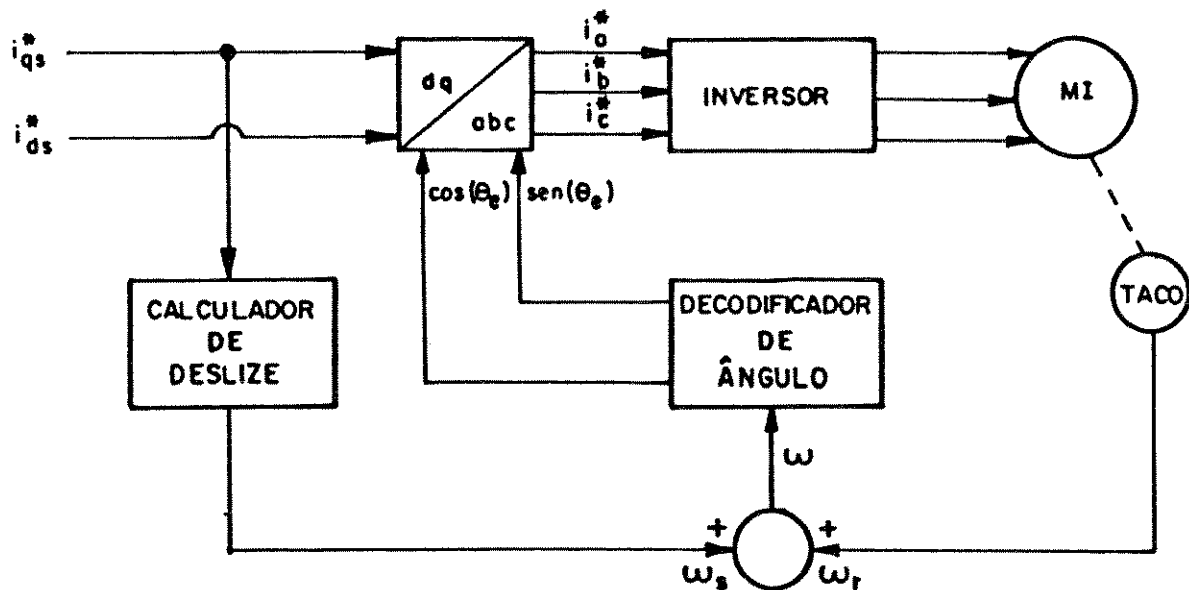 i*qs
i*ds
dq
abc
i*a
i*b
i*c
INVERSOR
MI
cos(θe)
sen(θe)
CALCULADOR
DE
DESLIZE
DECODIFICADOR
DE
ÂNGULO
TACO
ω
+
+
ωs
ωr